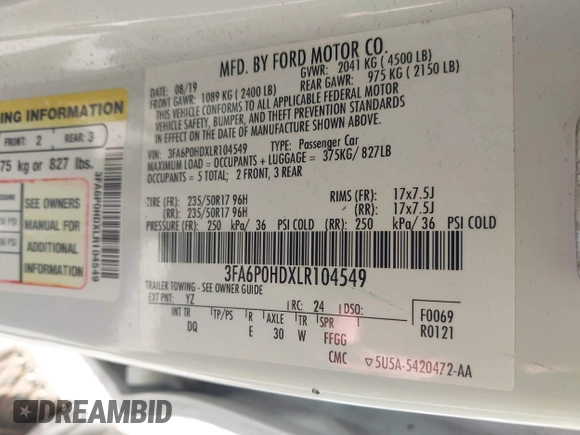 ING INFORMATION
FRONT: 2 REAR: 3
75 kg or 827 lbs.
SEE OWNERS
MANUAL FOR
ADDITIONAL
INFORMATION
3FA6P0HDXLR104549
MFD. BY FORD MOTOR CO.
08/19 GVWR: 2041 KG ( 4500 LB)
FRONT GAWR: 1089 KG ( 2400 LB) REAR GAWR: 975 KG ( 2150 LB)
THIS VEHICLE CONFORMS TO ALL APPLICABLE FEDERAL MOTOR
VEHICLE SAFETY, BUMPER, AND THEFT PREVENTION STANDARDS
IN EFFECT ON THE DATE OF MANUFACTURE SHOWN ABOVE.
VIN: 3FA6P0HDXLR104549 TYPE: Passenger Car
MAXIMUM LOAD = OCCUPANTS + LUGGAGE = 375KG/ 827LB
OCCUPANTS = 5 TOTAL; 2 FRONT, 3 REAR
TIRE (FR): 235/50R17 96H RIMS (FR): 17x7.5J
(RR): 235/50R17 96H (RR): 17x7.5J
PRESSURE (FR): 250 kPa/ 36 PSI COLD (RR): 250 kPa/ 36 PSI COLD
3FA6P0HDXLR104549
TRAILER TOWING - SEE OWNER GUIDE
EXT PNT: YZ RC: 24 DSO: F0069
INT TR TP/PS R AXLE TR SPR R0121
DQ E 30 W FFGG
CMC ▽5U5A-5420472-AA
DREAMBID